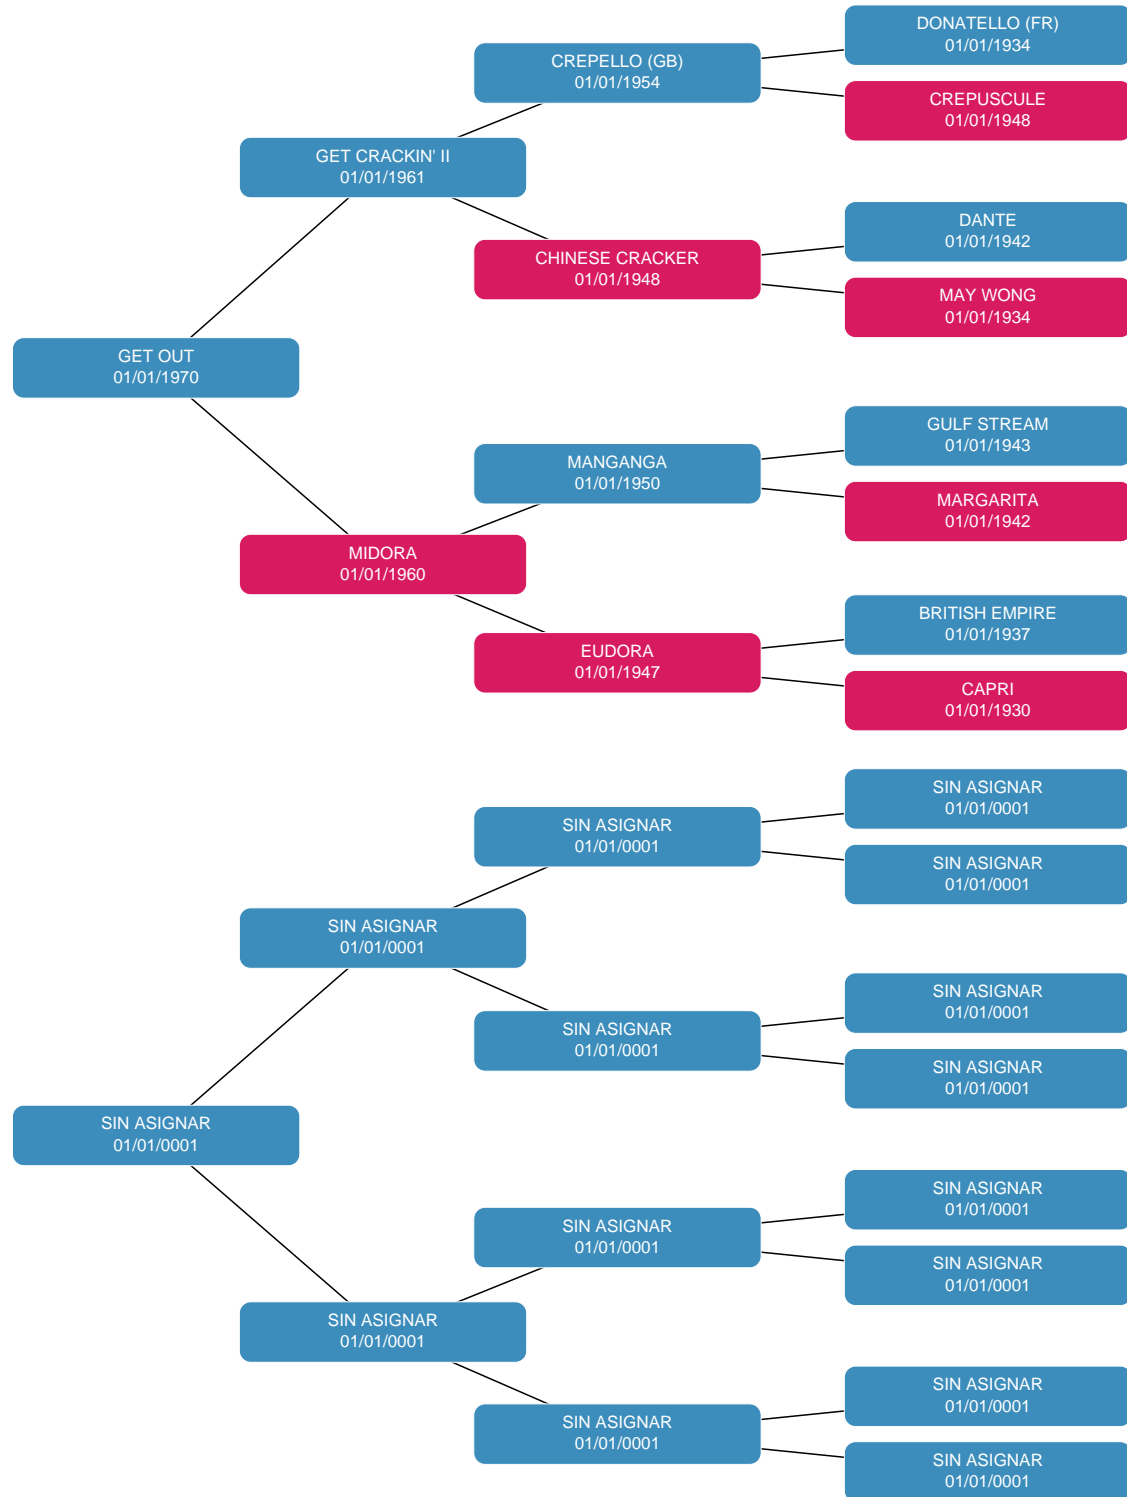 DONATELLO (FR)
01/01/1934
CREPELLO (GB)
01/01/1954
CREPUSCULE
01/01/1948
GET CRACKIN' II
01/01/1961
DANTE
01/01/1942
CHINESE CRACKER
01/01/1948
MAY WONG
01/01/1934
GET OUT
01/01/1970
GULF STREAM
01/01/1943
MANGANGA
01/01/1950
MARGARITA
01/01/1942
MIDORA
01/01/1960
BRITISH EMPIRE
01/01/1937
EUDORA
01/01/1947
CAPRI
01/01/1930
SIN ASIGNAR
01/01/0001
SIN ASIGNAR
01/01/0001
SIN ASIGNAR
01/01/0001
SIN ASIGNAR
01/01/0001
SIN ASIGNAR
01/01/0001
SIN ASIGNAR
01/01/0001
SIN ASIGNAR
01/01/0001
SIN ASIGNAR
01/01/0001
SIN ASIGNAR
01/01/0001
SIN ASIGNAR
01/01/0001
SIN ASIGNAR
01/01/0001
SIN ASIGNAR
01/01/0001
SIN ASIGNAR
01/01/0001
SIN ASIGNAR
01/01/0001
SIN ASIGNAR
01/01/0001